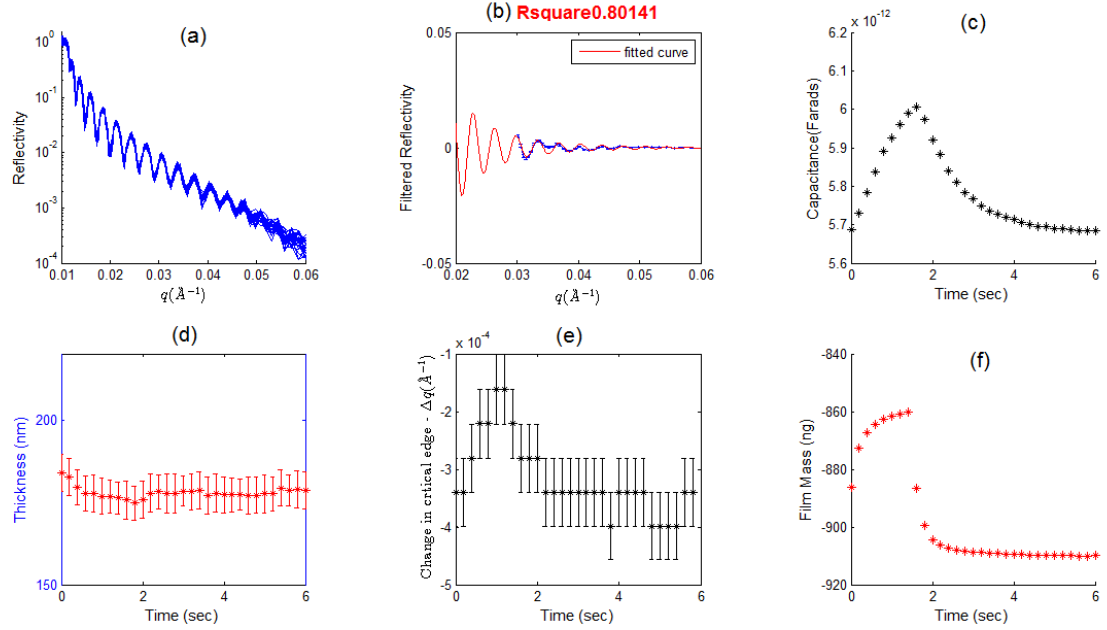 (a)
Reflectivity
10^0
10^-1
10^-2
10^-3
10^-4
0.01 0.02 0.03 0.04 0.05 0.06
q(Å^-1)
(b) Rsquare0.80141
fitted curve
Filtered Reflectivity
0.05
0
-0.05
0.02 0.03 0.04 0.05 0.06
q(Å^-1)
x 10^-12
(c)
Capacitance(Farads)
6.2
6.1
6
5.9
5.8
5.7
5.6
0 2 4 6
Time (sec)
(d)
Thickness (nm)
200
150
0 2 4 6
Time (sec)
x 10^-4
(e)
Change in crtical edge - Δq(Å^-1)
-1
-2
-3
-4
-5
0 2 4 6
Time (sec)
(f)
Film Mass (ng)
-840
-860
-880
-900
-920
0 2 4 6
Time (sec)